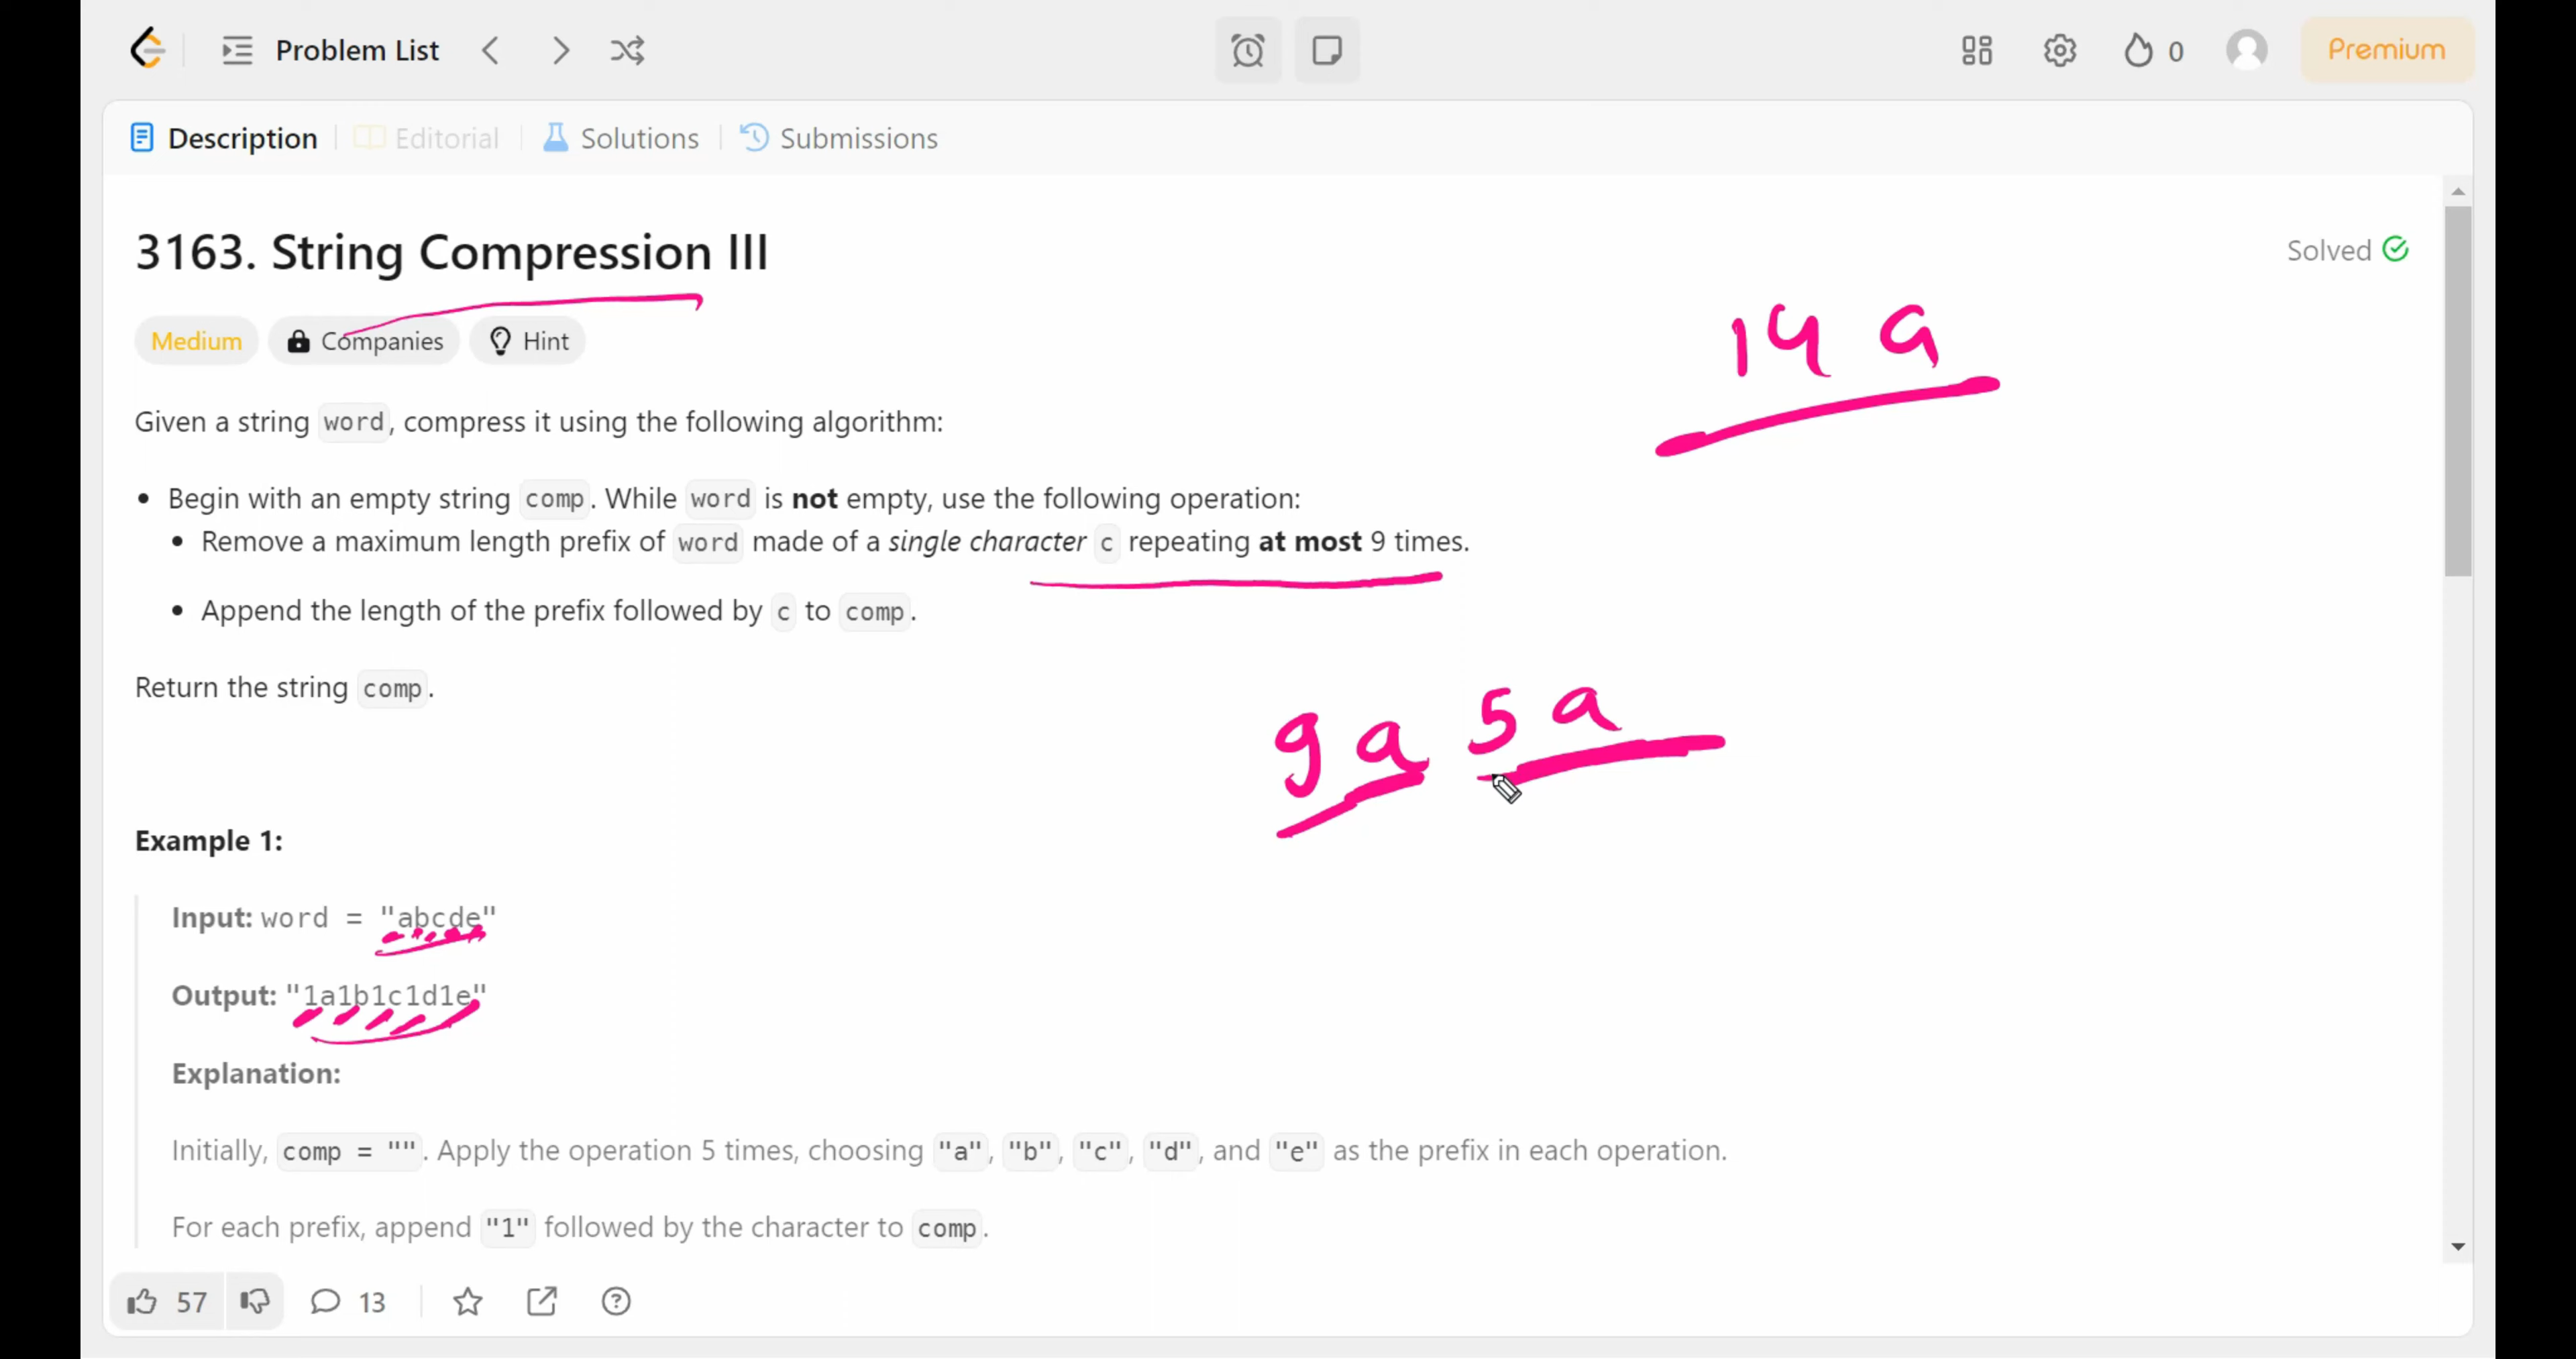 Problem List
0
Premium
Description
Editorial
Solutions
Submissions
3163. String Compression III
Solved
14 a
Medium
Companies
Hint
Given a string word, compress it using the following algorithm:
• Begin with an empty string comp. While word is not empty, use the following operation:
• Remove a maximum length prefix of word made of a single character c repeating at most 9 times.
• Append the length of the prefix followed by c to comp.
Return the string comp.
9 a 5 a
Example 1:
Input: word = "abcde"
Output: "1a1b1c1d1e"
Explanation:
Initially, comp = "". Apply the operation 5 times, choosing "a", "b", "c", "d", and "e" as the prefix in each operation.
For each prefix, append "1" followed by the character to comp.
57
13